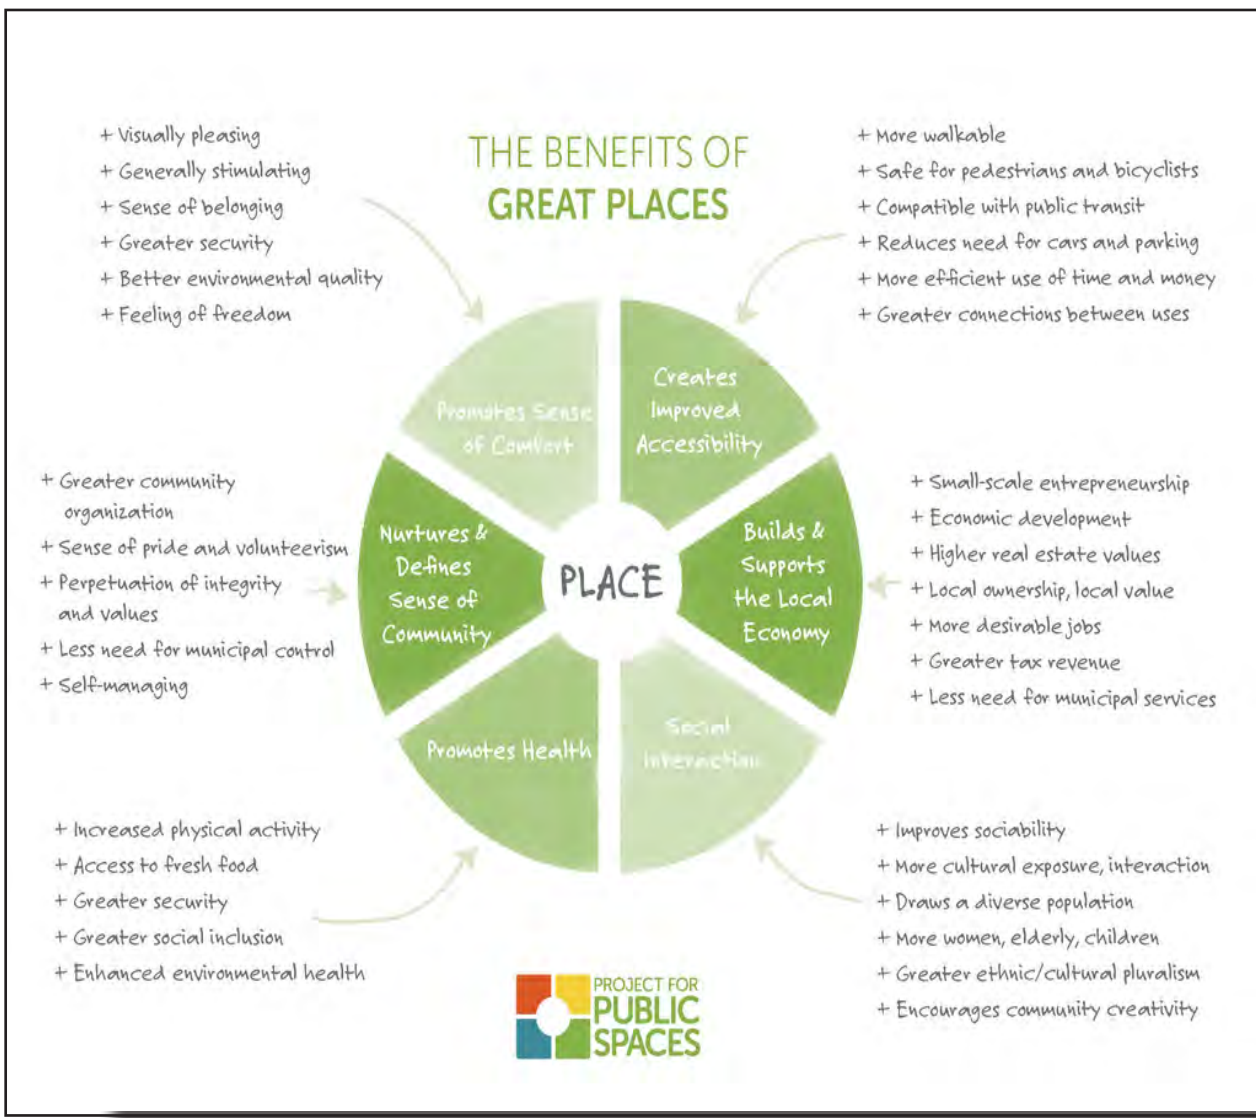 THE BENEFITS OF
GREAT PLACES
+ Visually pleasing
+ Generally stimulating
+ Sense of belonging
+ Greater security
+ Better environmental quality
+ Feeling of freedom
+ More walkable
+ Safe for pedestrians and bicyclists
+ Compatible with public transit
+ Reduces need for cars and parking
+ More efficient use of time and money
+ Greater connections between uses
Promotes Sense
of Comfort
Creates
Improved
Accessibility
+ Greater community
organization
+ Sense of pride and volunteerism
+ Perpetuation of integrity
and values
+ Less need for municipal control
+ Self-managing
Nurtures &
Defines
Sense of
Community
PLACE
Builds &
Supports
the Local
Economy
+ Small-scale entrepreneurship
+ Economic development
+ Higher real estate values
+ Local ownership, local value
+ More desirable jobs
+ Greater tax revenue
+ Less need for municipal services
Promotes Health
Social
Interaction
+ Increased physical activity
+ Access to fresh food
+ Greater security
+ Greater social inclusion
+ Enhanced environmental health
+ Improves sociability
+ More cultural exposure, interaction
+ Draws a diverse population
+ More women, elderly, children
+ Greater ethnic/cultural pluralism
+ Encourages community creativity
PROJECT FOR
PUBLIC
SPACES